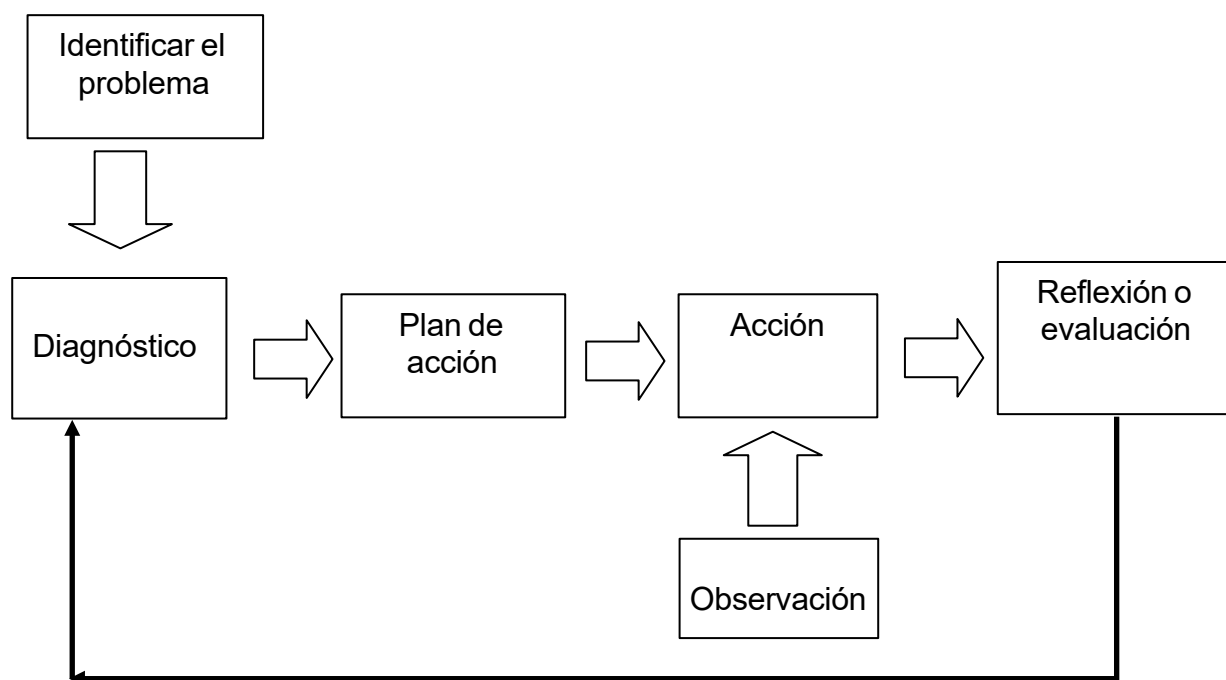 Identificar el
problema
Diagnóstico
Plan de
acción
Acción
Reflexión o
evaluación
Observación